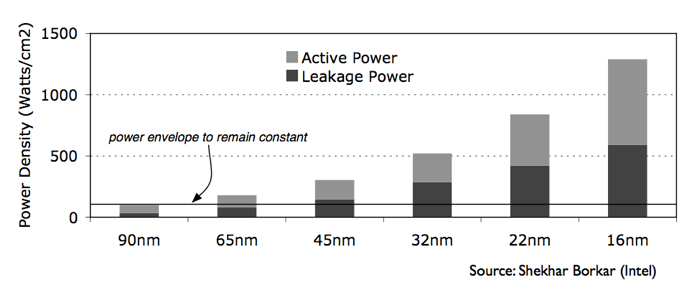 Power Density (Watts/cm2)
1500
1000
500
0
Active Power
Leakage Power
power envelope to remain constant
90nm 65nm 45nm 32nm 22nm 16nm
Source: Shekhar Borkar (Intel)